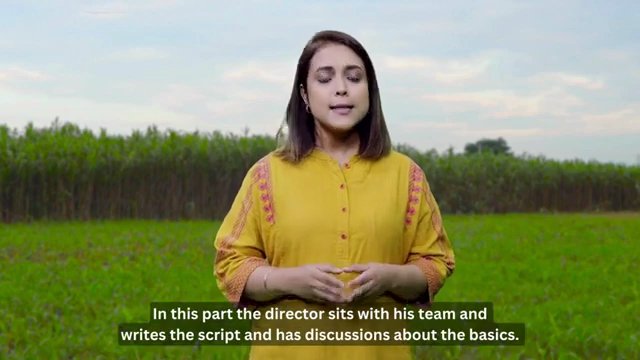 In this part the director sits with his team and
writes the script and has discussions about the basics.